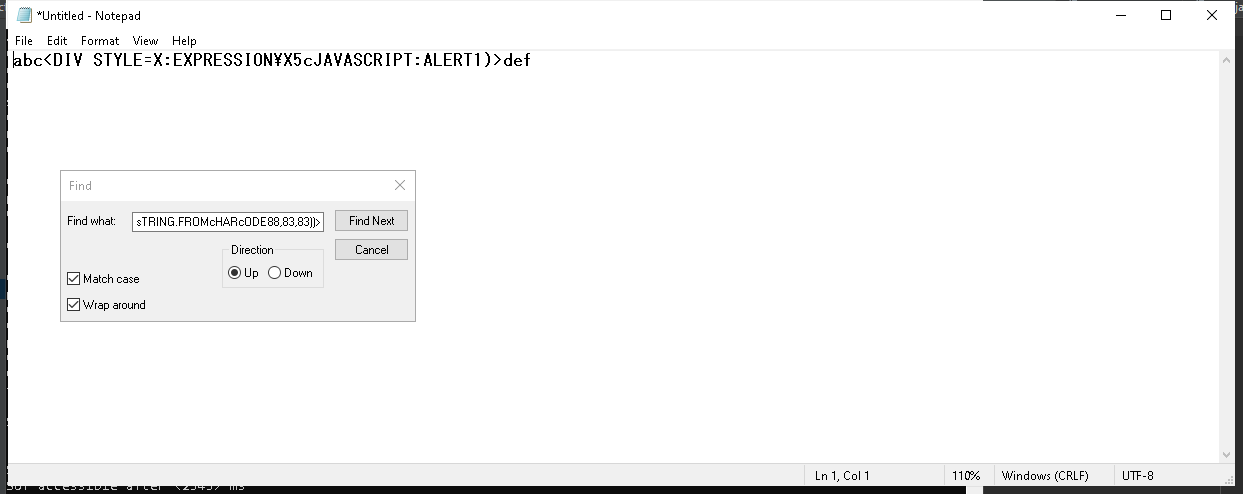 *Untitled - Notepad
File Edit Format View Help
abc<DIV STYLE=X:EXPRESSION¥X5cJAVASCRIPT:ALERT1)>def
Find
Find what: sTRING.FROMcHARcODE88,83,83))> Find Next
Direction Cancel
Up Down
Match case
Wrap around
Ln 1, Col 1 110% Windows (CRLF) UTF-8